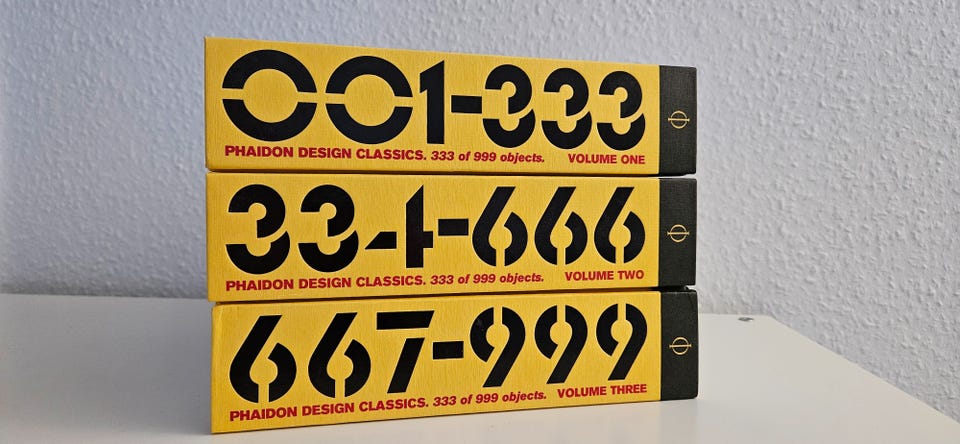 001-333
PHAIDON DESIGN CLASSICS. 333 of 999 objects. VOLUME ONE
334-666
PHAIDON DESIGN CLASSICS. 333 of 999 objects. VOLUME TWO
667-999
PHAIDON DESIGN CLASSICS. 333 of 999 objects. VOLUME THREE